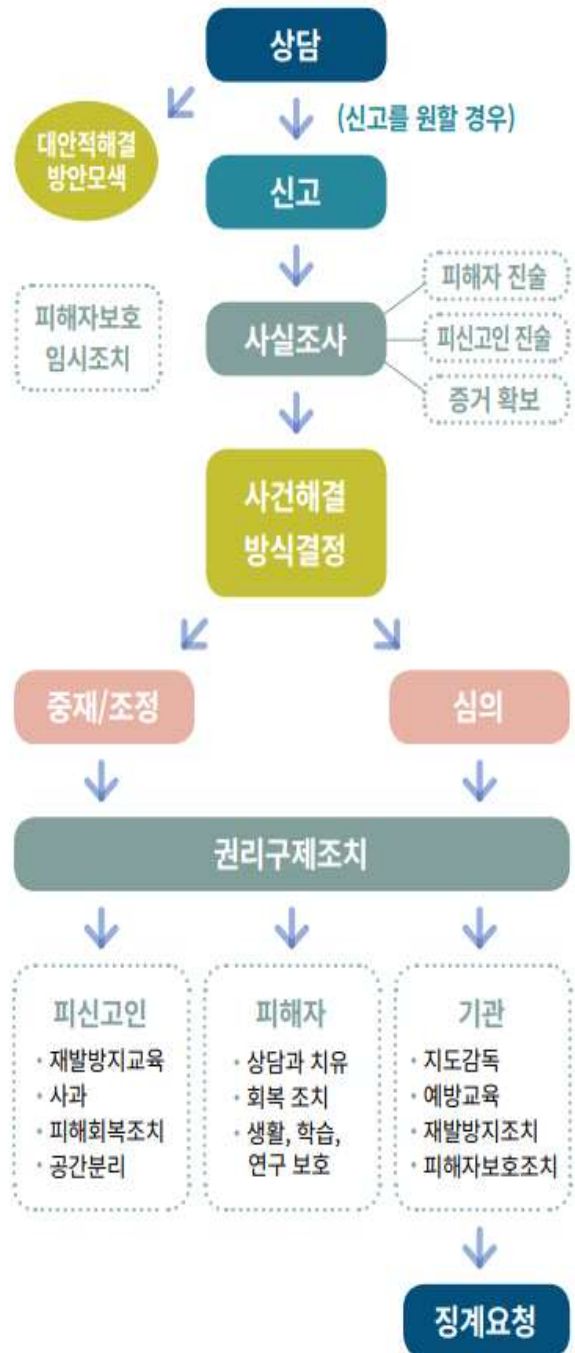 상담
대안적해결
방안모색
(신고를 원할 경우)
신고
피해자보호
임시조치
사실조사
피해자 진술
피신고인 진술
증거 확보
사건해결
방식결정
중재/조정
심의
권리구제조치
피신고인
· 재발방지교육
· 사과
· 피해회복조치
· 공간분리
피해자
· 상담과 치유
· 회복 조치
· 생활, 학습,
연구 보호
기관
· 지도감독
· 예방교육
· 재발방지조치
· 피해자보호조치
징계요청